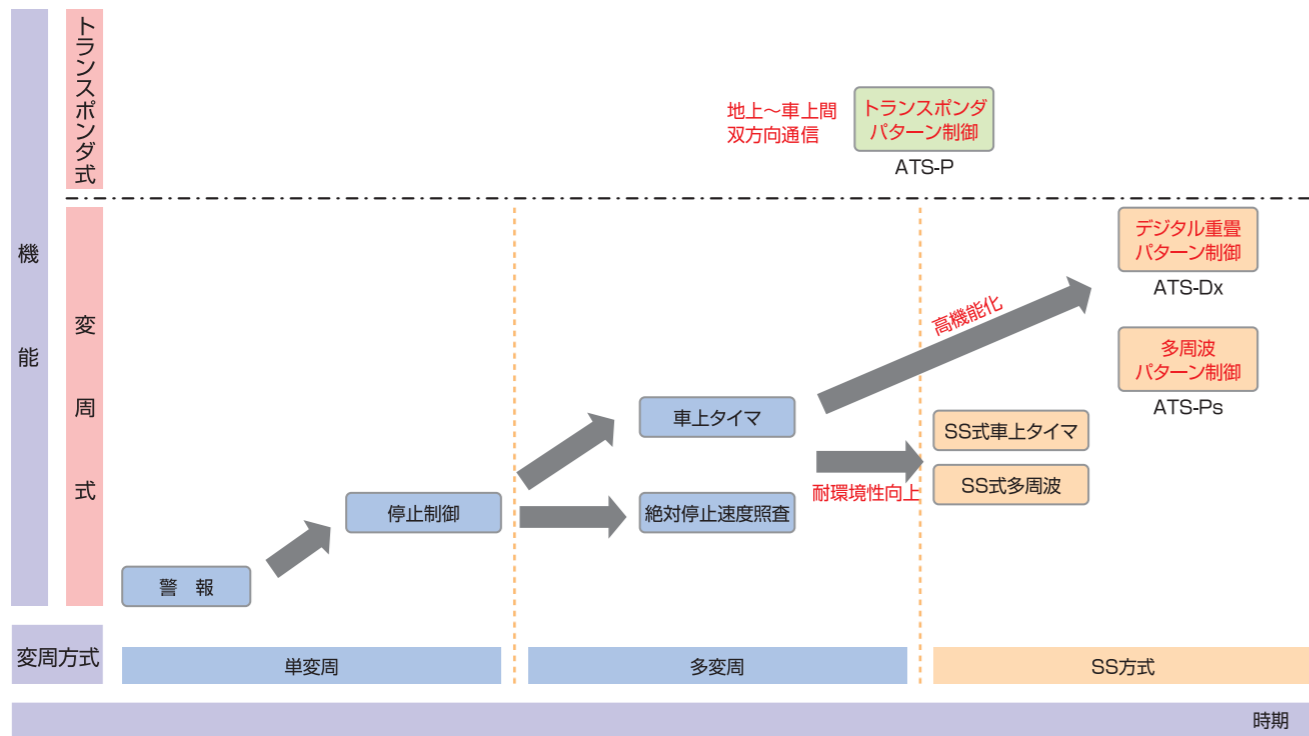 機能
トランスポンダ式
地上～車上間
双方向通信
トランスポンダ
パターン制御
ATS-P
変周式
デジタル重畳
パターン制御
ATS-Dx
高機能化
多周波
パターン制御
ATS-Ps
車上タイマ
SS式車上タイマ
耐環境性向上
SS式多周波
停止制御
絶対停止速度照査
警　報
変周方式
単変周
多変周
SS方式
時期